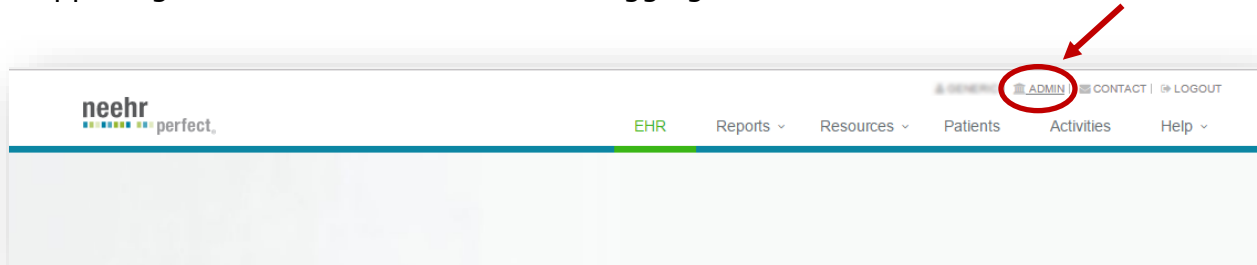 ADMIN | CONTACT | LOGOUT
neehr
perfect
EHR Reports Resources Patients Activities Help